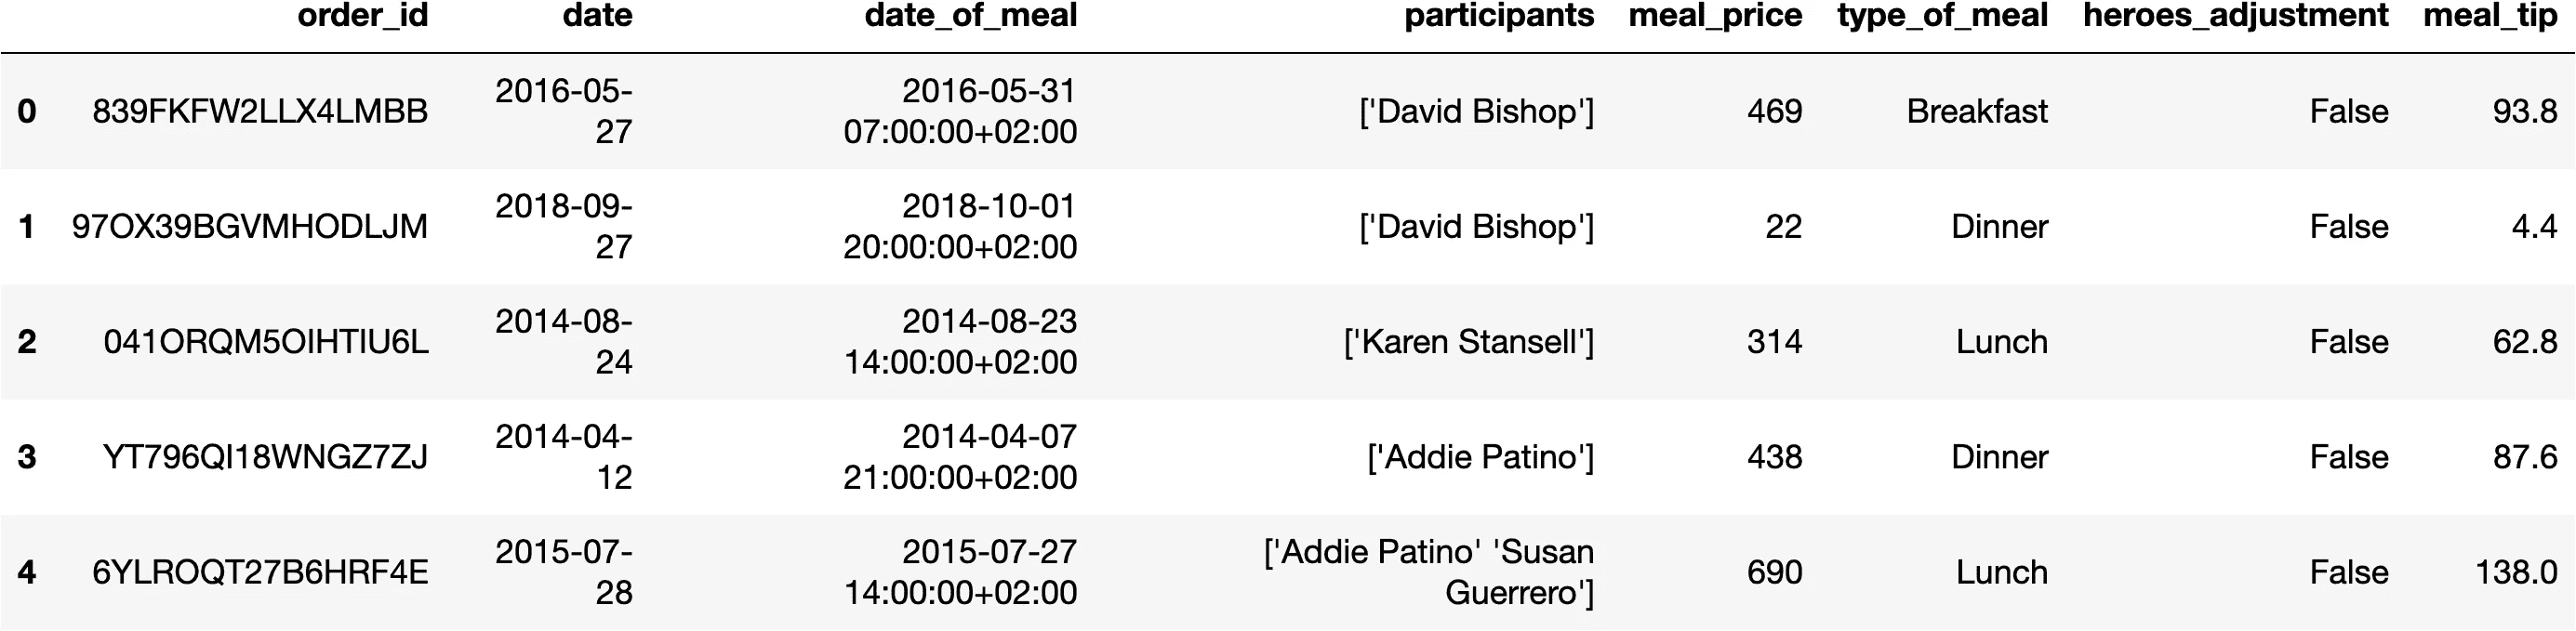 order_id date date_of_meal participants meal_price type_of_meal heroes_adjustment meal_tip
0 839FKFW2LLX4LMBB 2016-05-27 2016-05-31 07:00:00+02:00 ['David Bishop'] 469 Breakfast False 93.8
1 97OX39BGVMHODLJM 2018-09-27 2018-10-01 20:00:00+02:00 ['David Bishop'] 22 Dinner False 4.4
2 041ORQM5OIHTIU6L 2014-08-24 2014-08-23 14:00:00+02:00 ['Karen Stansell'] 314 Lunch False 62.8
3 YT796QI18WNGZ7ZJ 2014-04-12 2014-04-07 21:00:00+02:00 ['Addie Patino'] 438 Dinner False 87.6
4 6YLROQT27B6HRF4E 2015-07-28 2015-07-27 14:00:00+02:00 ['Addie Patino' 'Susan Guerrero'] 690 Lunch False 138.0